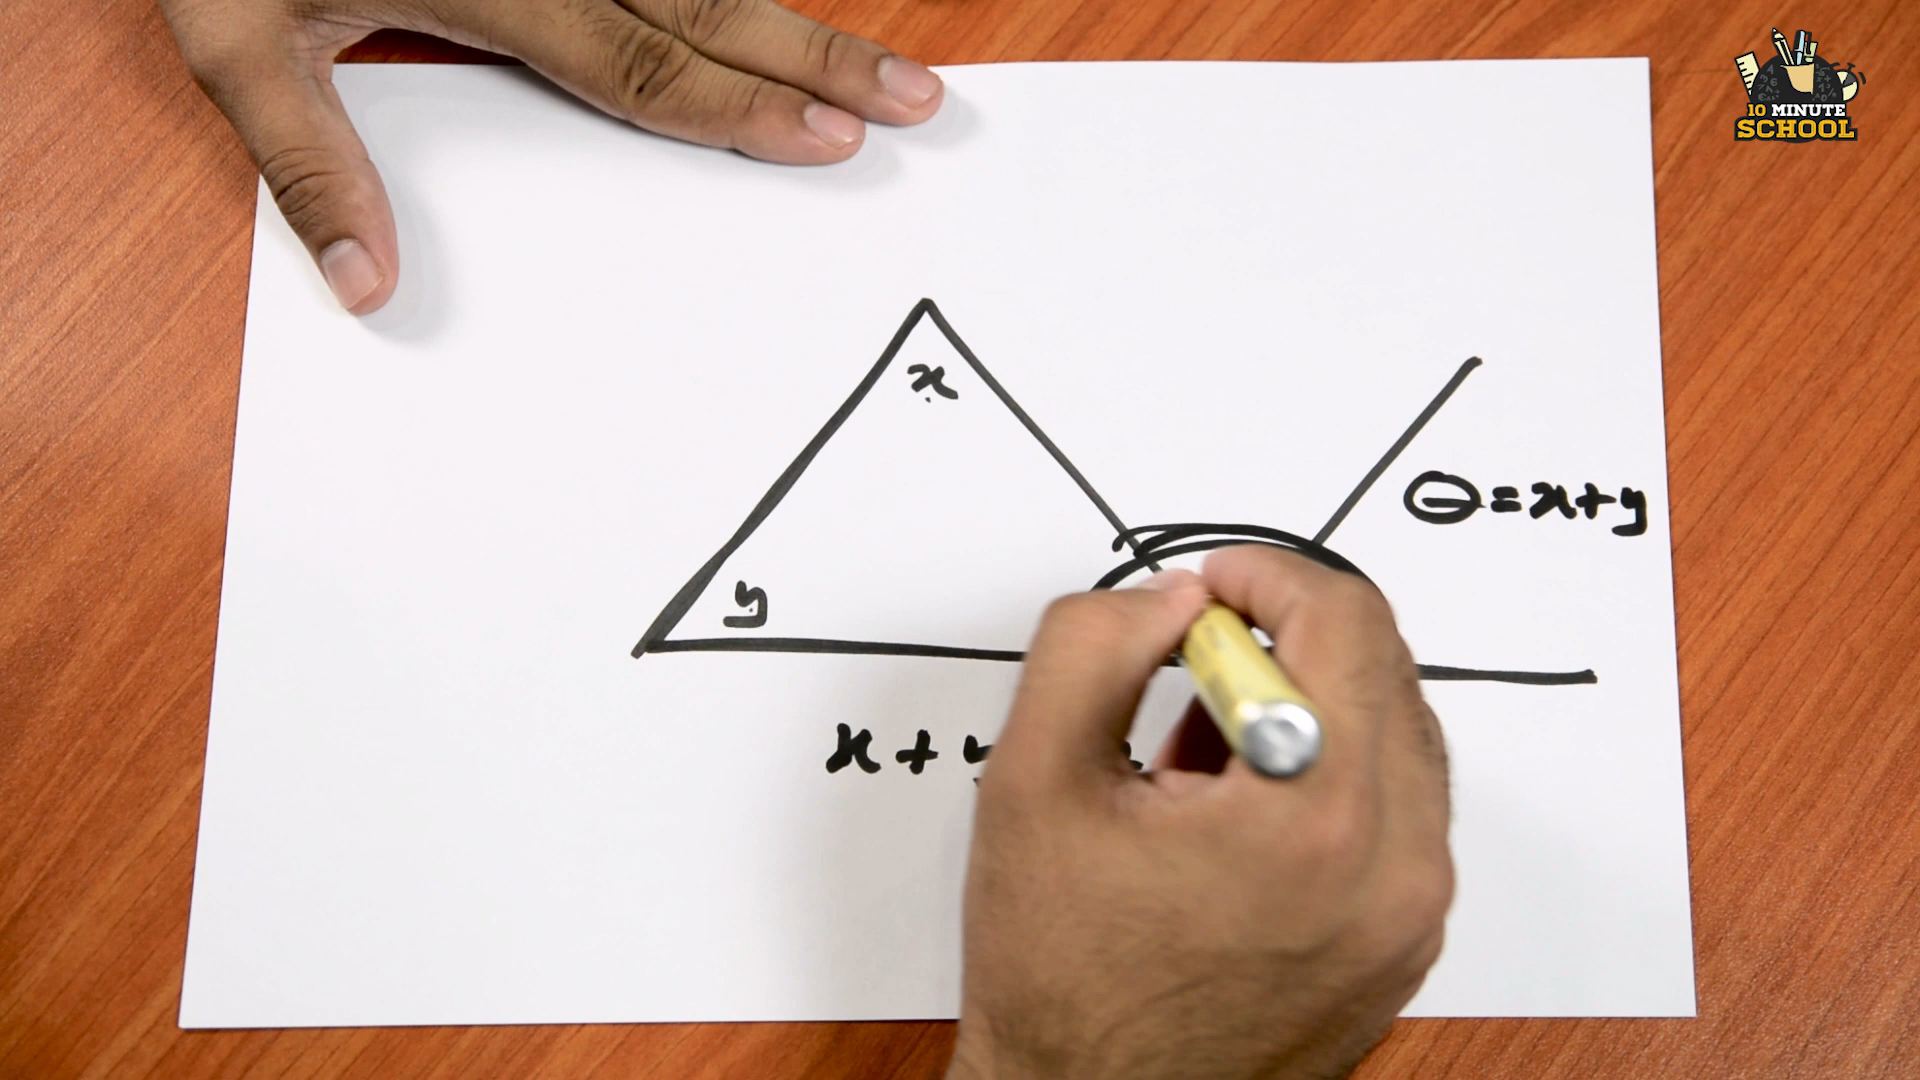 10 MINUTE
SCHOOL
x
θ = x + y
y
x +